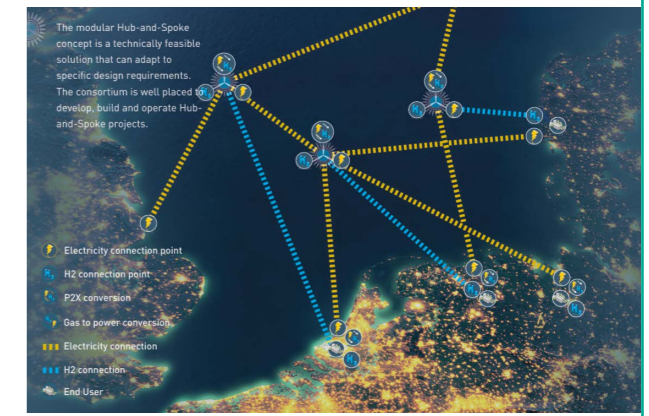 The modular Hub-and-Spoke
concept is a technically feasible
solution that can adapt to
specific design requirements.
The consortium is well placed to
develop, build and operate Hub-
and-Spoke projects.
Electricity connection point
H2 H2 connection point
P2X conversion
Gas to power conversion
Electricity connection
H2 connection
End User